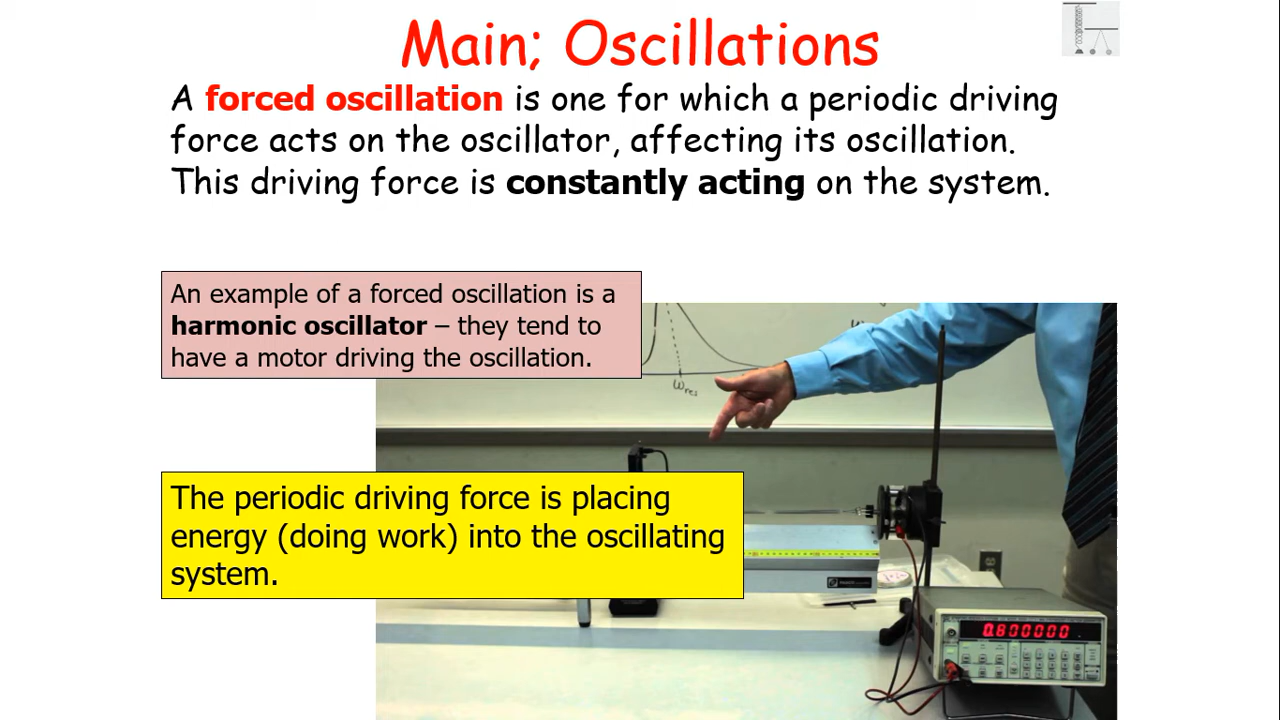 Main; Oscillations
A forced oscillation is one for which a periodic driving
force acts on the oscillator, affecting its oscillation.
This driving force is constantly acting on the system.
An example of a forced oscillation is a
harmonic oscillator – they tend to
have a motor driving the oscillation.
ω res
The periodic driving force is placing
energy (doing work) into the oscillating
system.
0.800000